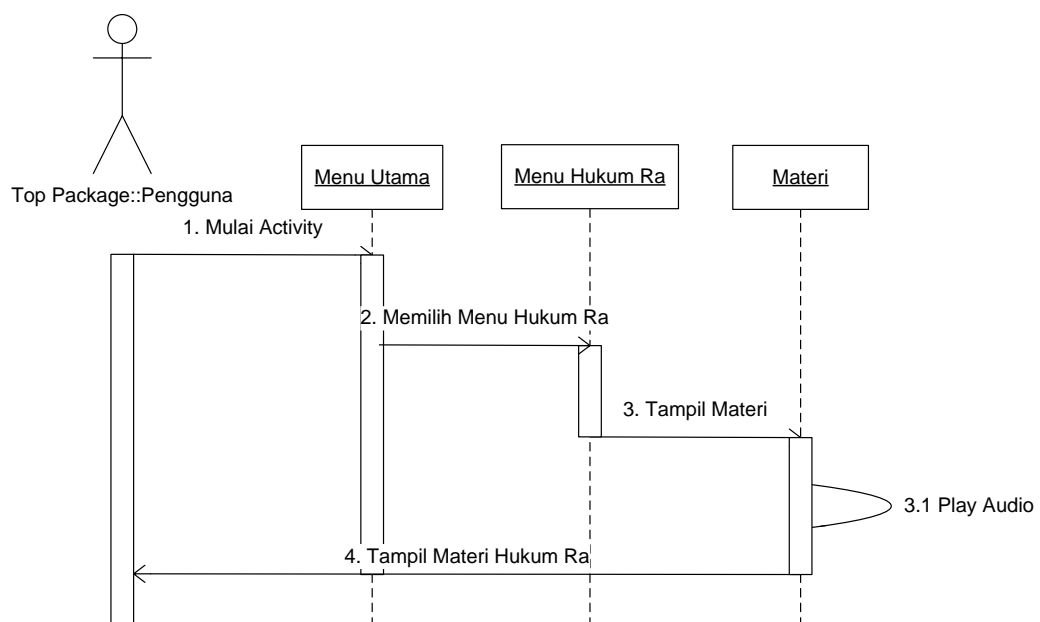 Top Package::Pengguna
Menu Utama
Menu Hukum Ra
Materi
1. Mulai Activity
2. Memilih Menu Hukum Ra
3. Tampil Materi
3.1 Play Audio
4. Tampil Materi Hukum Ra